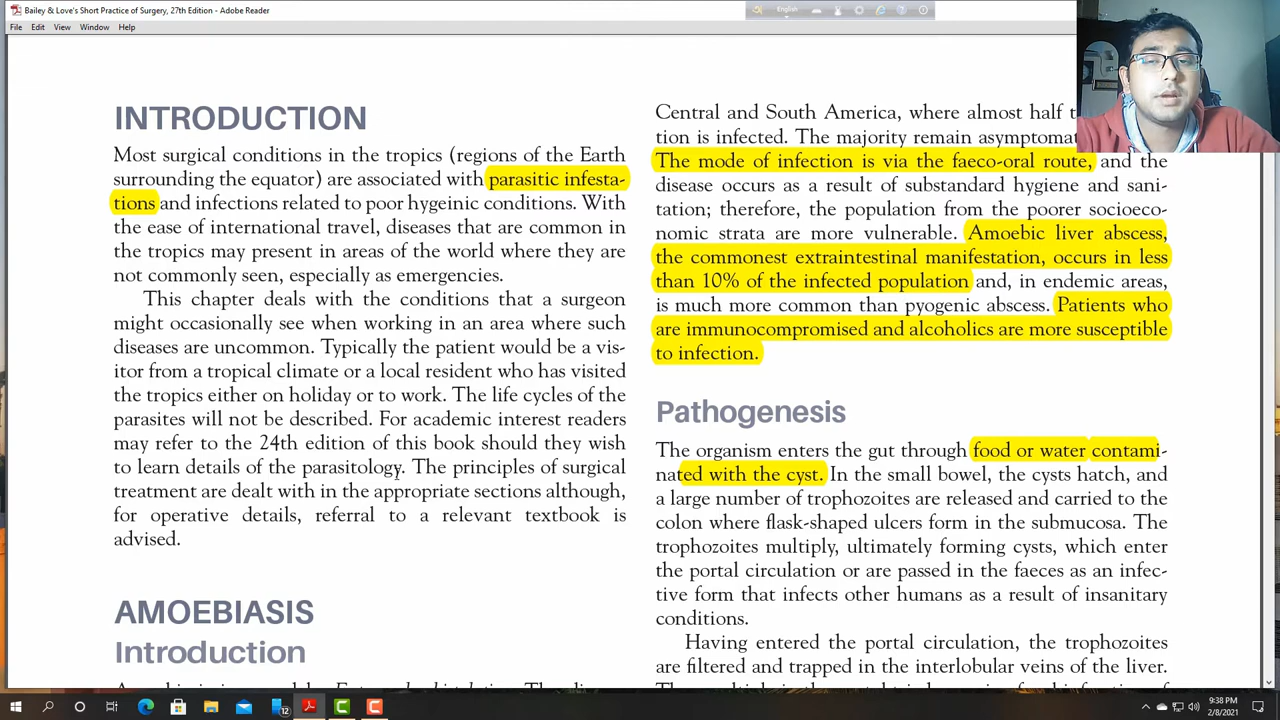 Bailey & Love's Short Practice of Surgery, 27th Edition - Adobe Reader
English
File Edit View Window Help
INTRODUCTION
Most surgical conditions in the tropics (regions of the Earth
surrounding the equator) are associated with parasitic infesta-
tions and infections related to poor hygeinic conditions. With
the ease of international travel, diseases that are common in
the tropics may present in areas of the world where they are
not commonly seen, especially as emergencies.
This chapter deals with the conditions that a surgeon
might occasionally see when working in an area where such
diseases are uncommon. Typically the patient would be a vis-
itor from a tropical climate or a local resident who has visited
the tropics either on holiday or to work. The life cycles of the
parasites will not be described. For academic interest readers
may refer to the 24th edition of this book should they wish
to learn details of the parasitology. The principles of surgical
treatment are dealt with in the appropriate sections although,
for operative details, referral to a relevant textbook is
advised.
AMOEBIASIS
Introduction
Central and South America, where almost half
tion is infected. The majority remain asymptomat
The mode of infection is via the faeco-oral route, and the
disease occurs as a result of substandard hygiene and sani-
tation; therefore, the population from the poorer socioeco-
nomic strata are more vulnerable. Amoebic liver abscess,
the commonest extraintestinal manifestation, occurs in less
than 10% of the infected population and, in endemic areas,
is much more common than pyogenic abscess. Patients who
are immunocompromised and alcoholics are more susceptible
to infection.
Pathogenesis
The organism enters the gut through food or water contami-
nated with the cyst. In the small bowel, the cysts hatch, and
a large number of trophozoites are released and carried to the
colon where flask-shaped ulcers form in the submucosa. The
trophozoites multiply, ultimately forming cysts, which enter
the portal circulation or are passed in the faeces as an infec-
tive form that infects other humans as a result of insanitary
conditions.
Having entered the portal circulation, the trophozoites
are filtered and trapped in the interlobular veins of the liver.
12
9:38 PM
2/8/2021